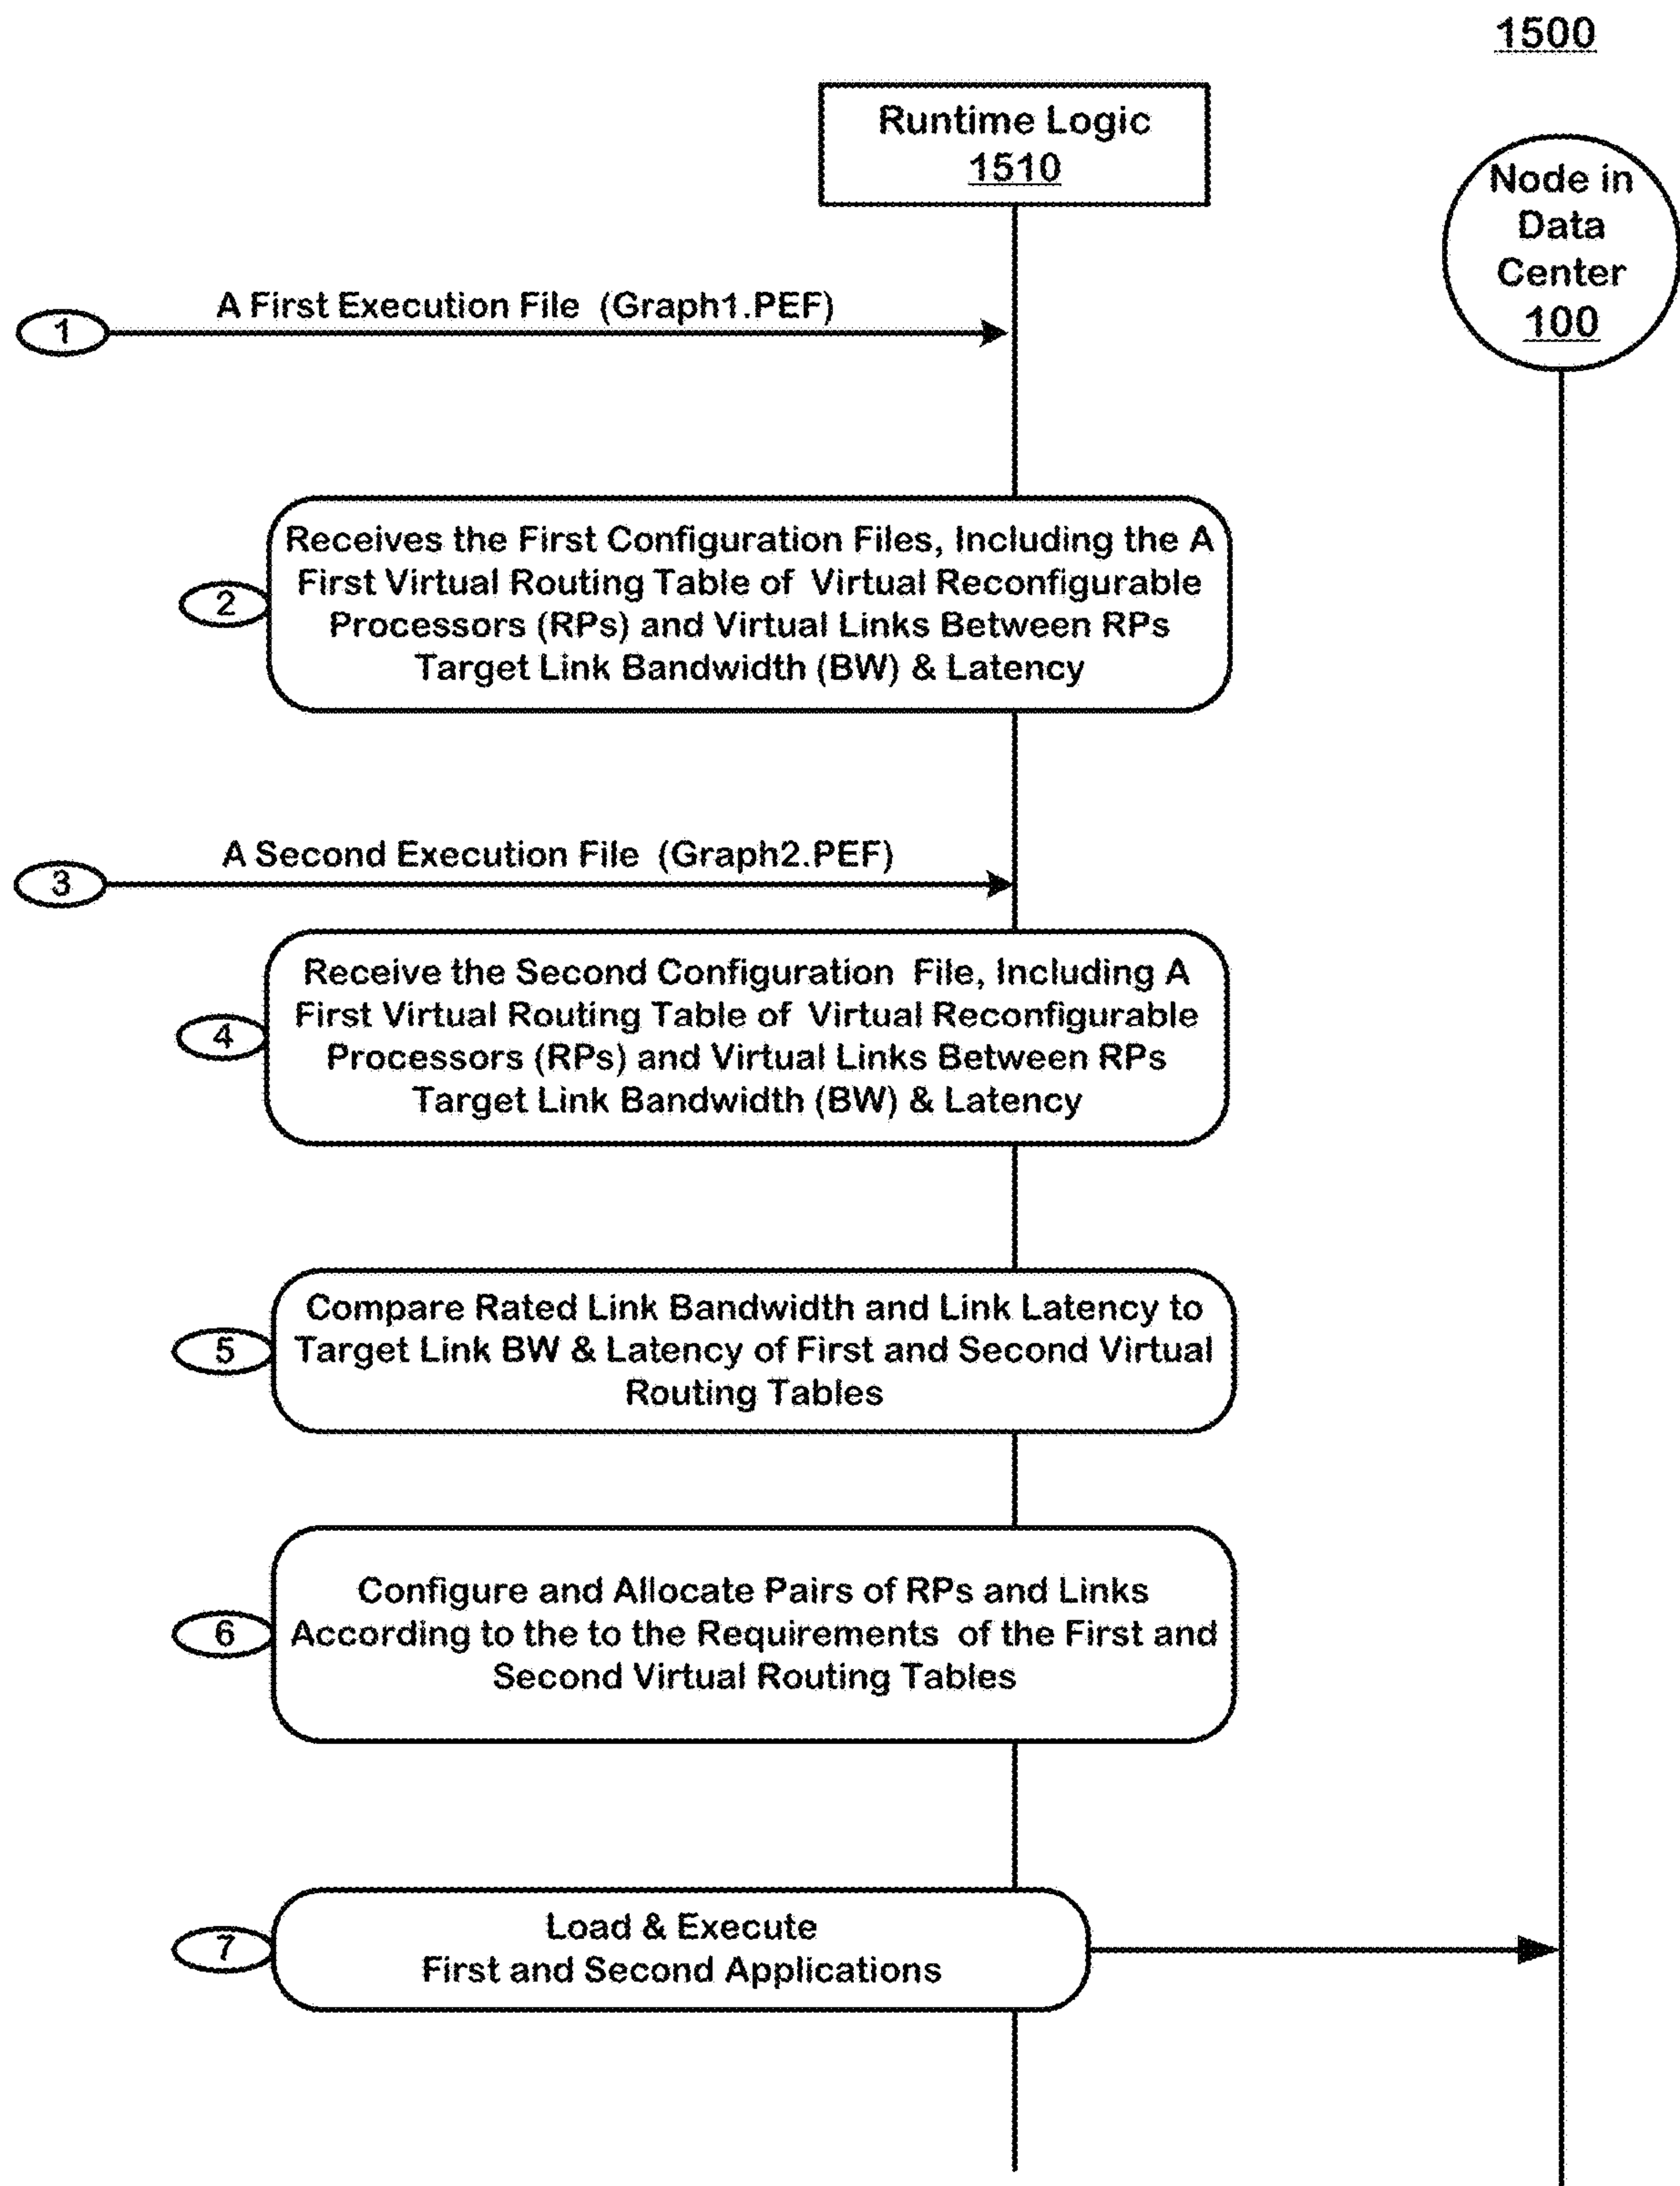 1500
Runtime Logic
1510
Node in
Data
Center
100
A First Execution File (Graph1.PEF)
1
Receives the First Configuration Files, Including the A
First Virtual Routing Table of Virtual Reconfigurable
Processors (RPs) and Virtual Links Between RPs
Target Link Bandwidth (BW) & Latency
2
A Second Execution File (Graph2.PEF)
3
Receive the Second Configuration File, Including A
First Virtual Routing Table of Virtual Reconfigurable
Processors (RPs) and Virtual Links Between RPs
Target Link Bandwidth (BW) & Latency
4
Compare Rated Link Bandwidth and Link Latency to
Target Link BW & Latency of First and Second Virtual
Routing Tables
5
Configure and Allocate Pairs of RPs and Links
According to the to the Requirements of the First and
Second Virtual Routing Tables
6
Load & Execute
First and Second Applications
7